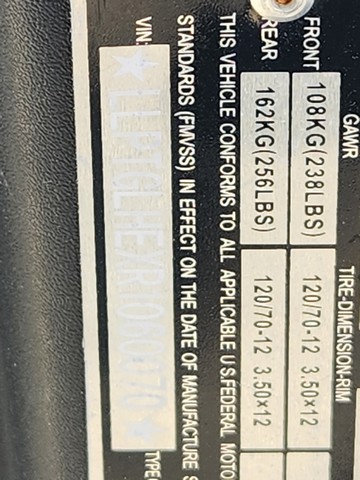 GAWR TIRE-DIMENSION-RIM
FRONT 108KG(238LBS) 120/70-12 3.50×12
REAR 162KG(256LBS) 120/70-12 3.50×12
THIS VEHICLE CONFORMS TO ALL APPLICABLE U.S.FEDERAL MOTO
STANDARDS (FMVSS) IN EFFECT ON THE DATE OF MANUFACTURE S
VIN: TYPE